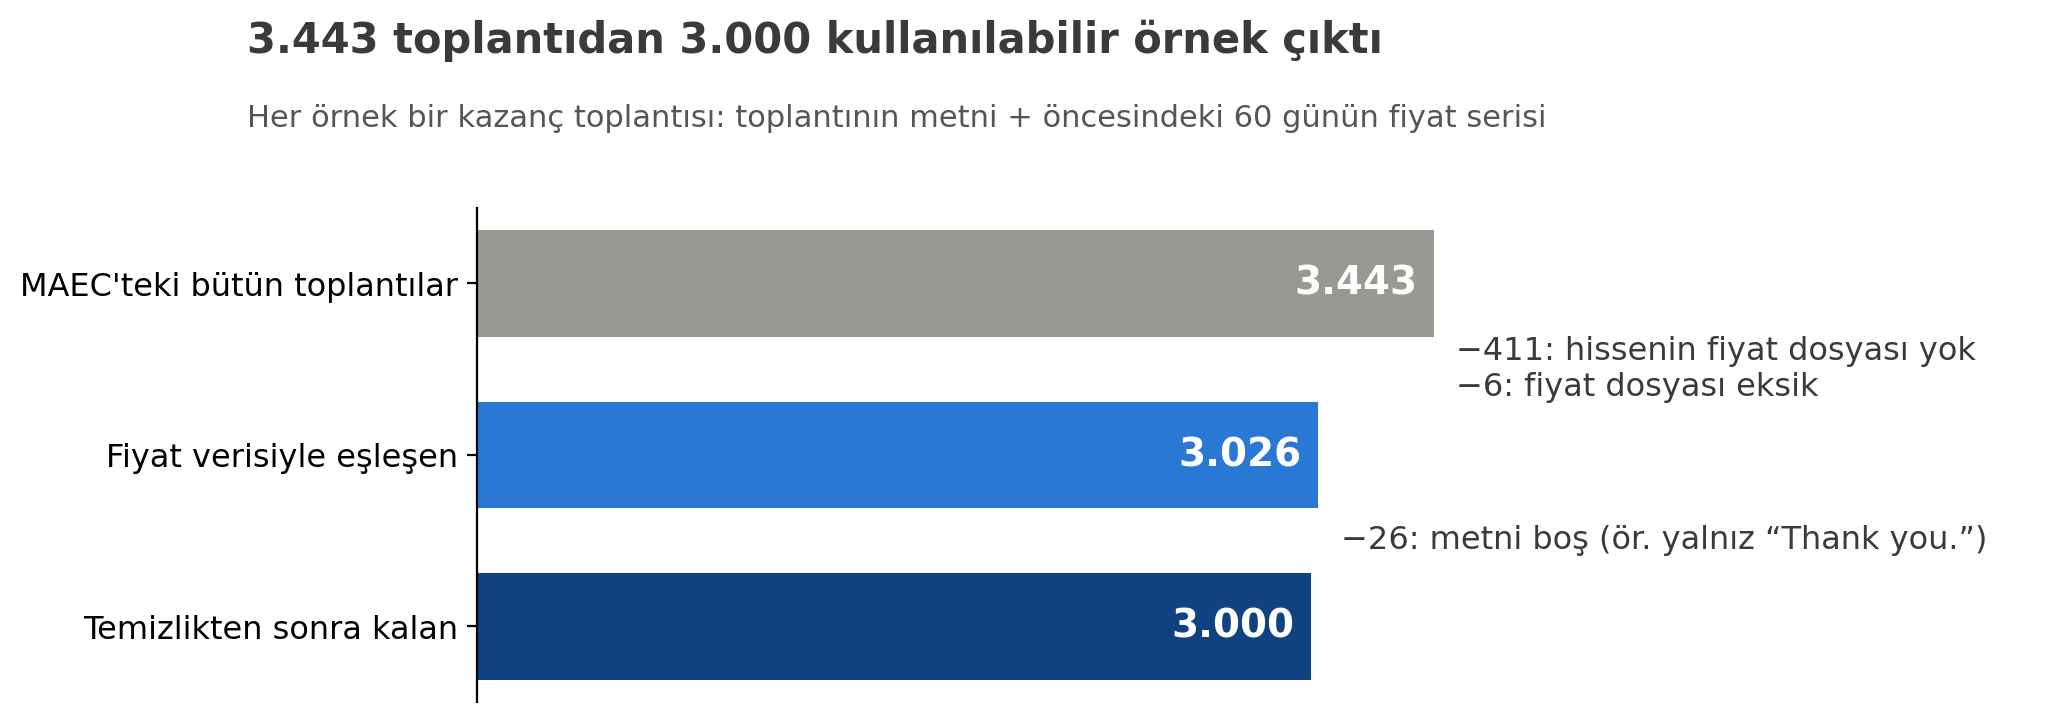 3.443 toplantıdan 3.000 kullanılabilir örnek çıktı
Her örnek bir kazanç toplantısı: toplantının metni + öncesindeki 60 günün fiyat serisi
MAEC'teki bütün toplantılar
3.443
−411: hissenin fiyat dosyası yok
−6: fiyat dosyası eksik
Fiyat verisiyle eşleşen
3.026
−26: metni boş (ör. yalnız “Thank you.”)
Temizlikten sonra kalan
3.000